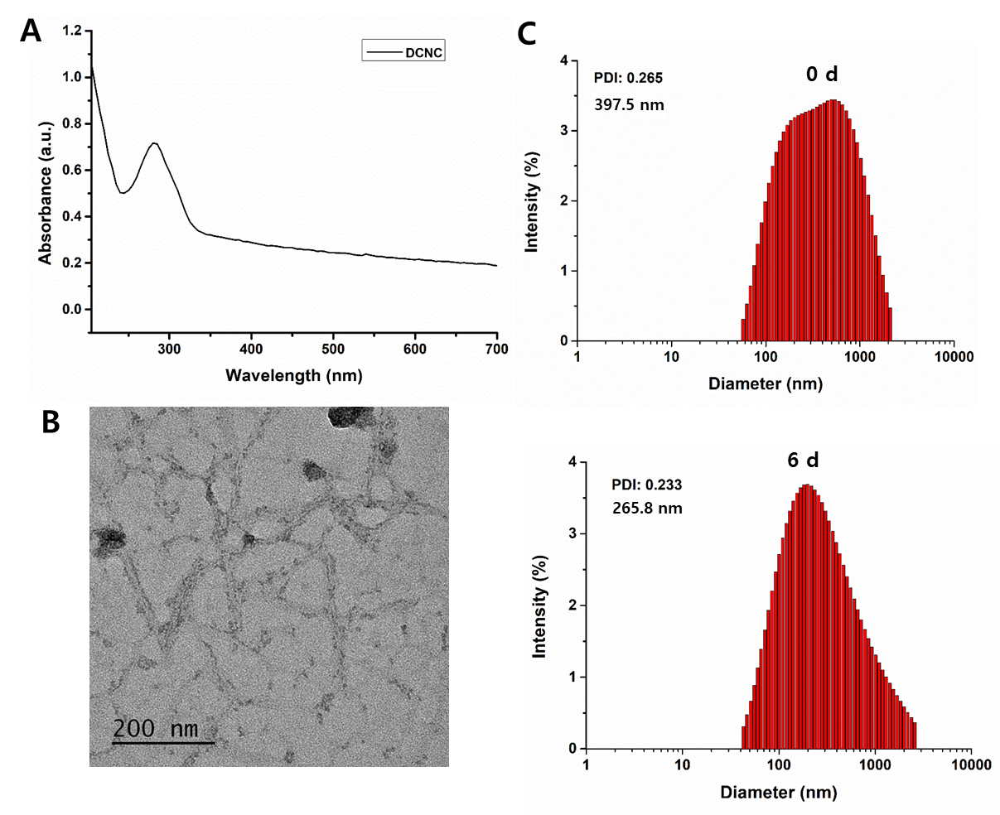 A
1.2
1.0
0.8
0.6
0.4
0.2
0.0
Absorbance (a.u.)
DCNC
300
400
500
600
700
Wavelength (nm)
B
200 nm
C
4
3
2
1
0
Intensity (%)
PDI: 0.265
397.5 nm
0 d
1
10
100
1000
10000
Diameter (nm)
4
3
2
1
0
Intensity (%)
PDI: 0.233
265.8 nm
6 d
1
10
100
1000
10000
Diameter (nm)